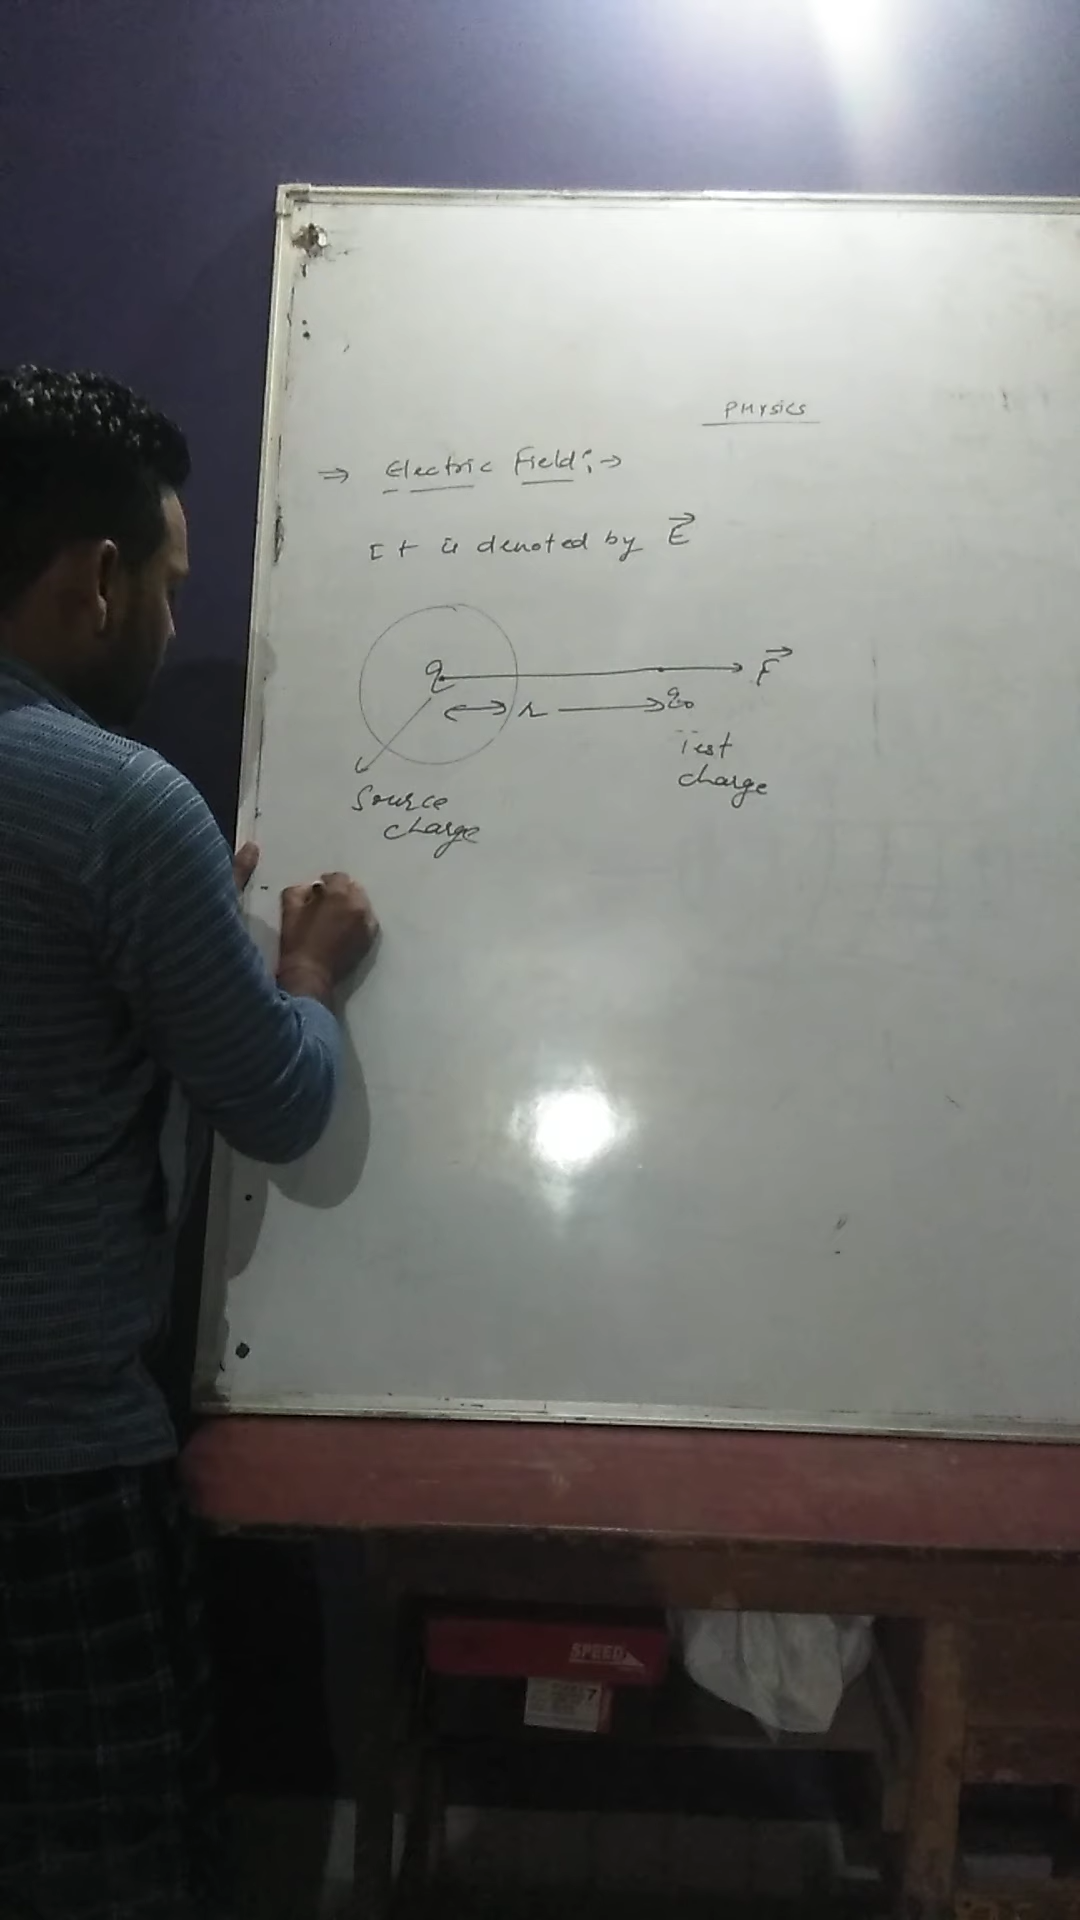 PHYSICS
⇒ Electric Field:→
It is denoted by E⃗
q F⃗
r q₀
Test
charge
Source
charge
SPEED